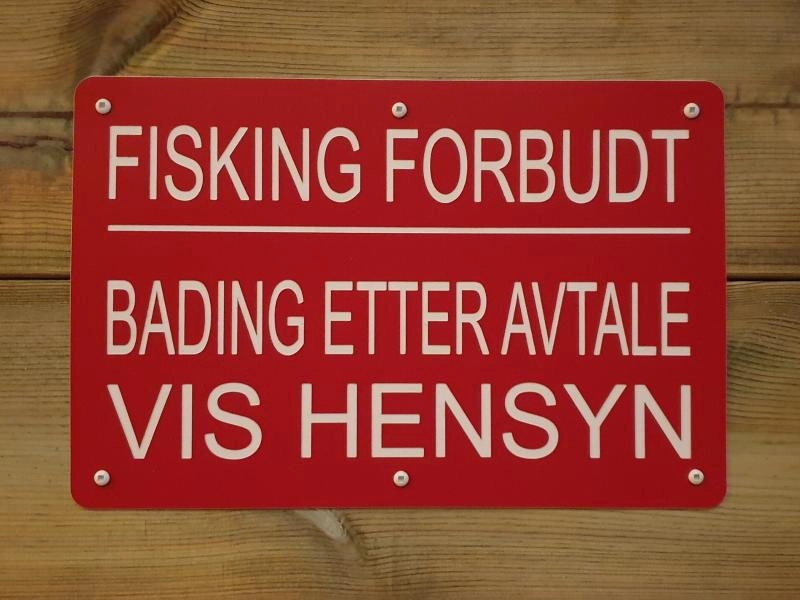 FISKING FORBUDT
BADING ETTER AVTALE
VIS HENSYN